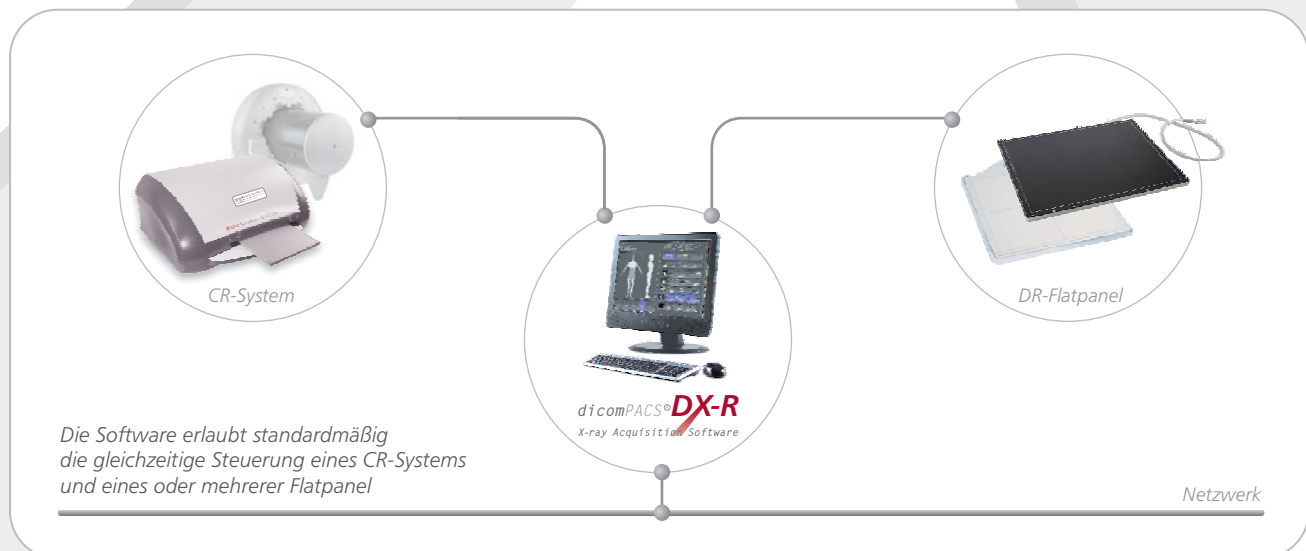 CR-System
DR-Flatpanel
dicomPACS®DX-R
X-ray Acquisition Software
Die Software erlaubt standardmäßig
die gleichzeitige Steuerung eines CR-Systems
und eines oder mehrerer Flatpanel
Netzwerk